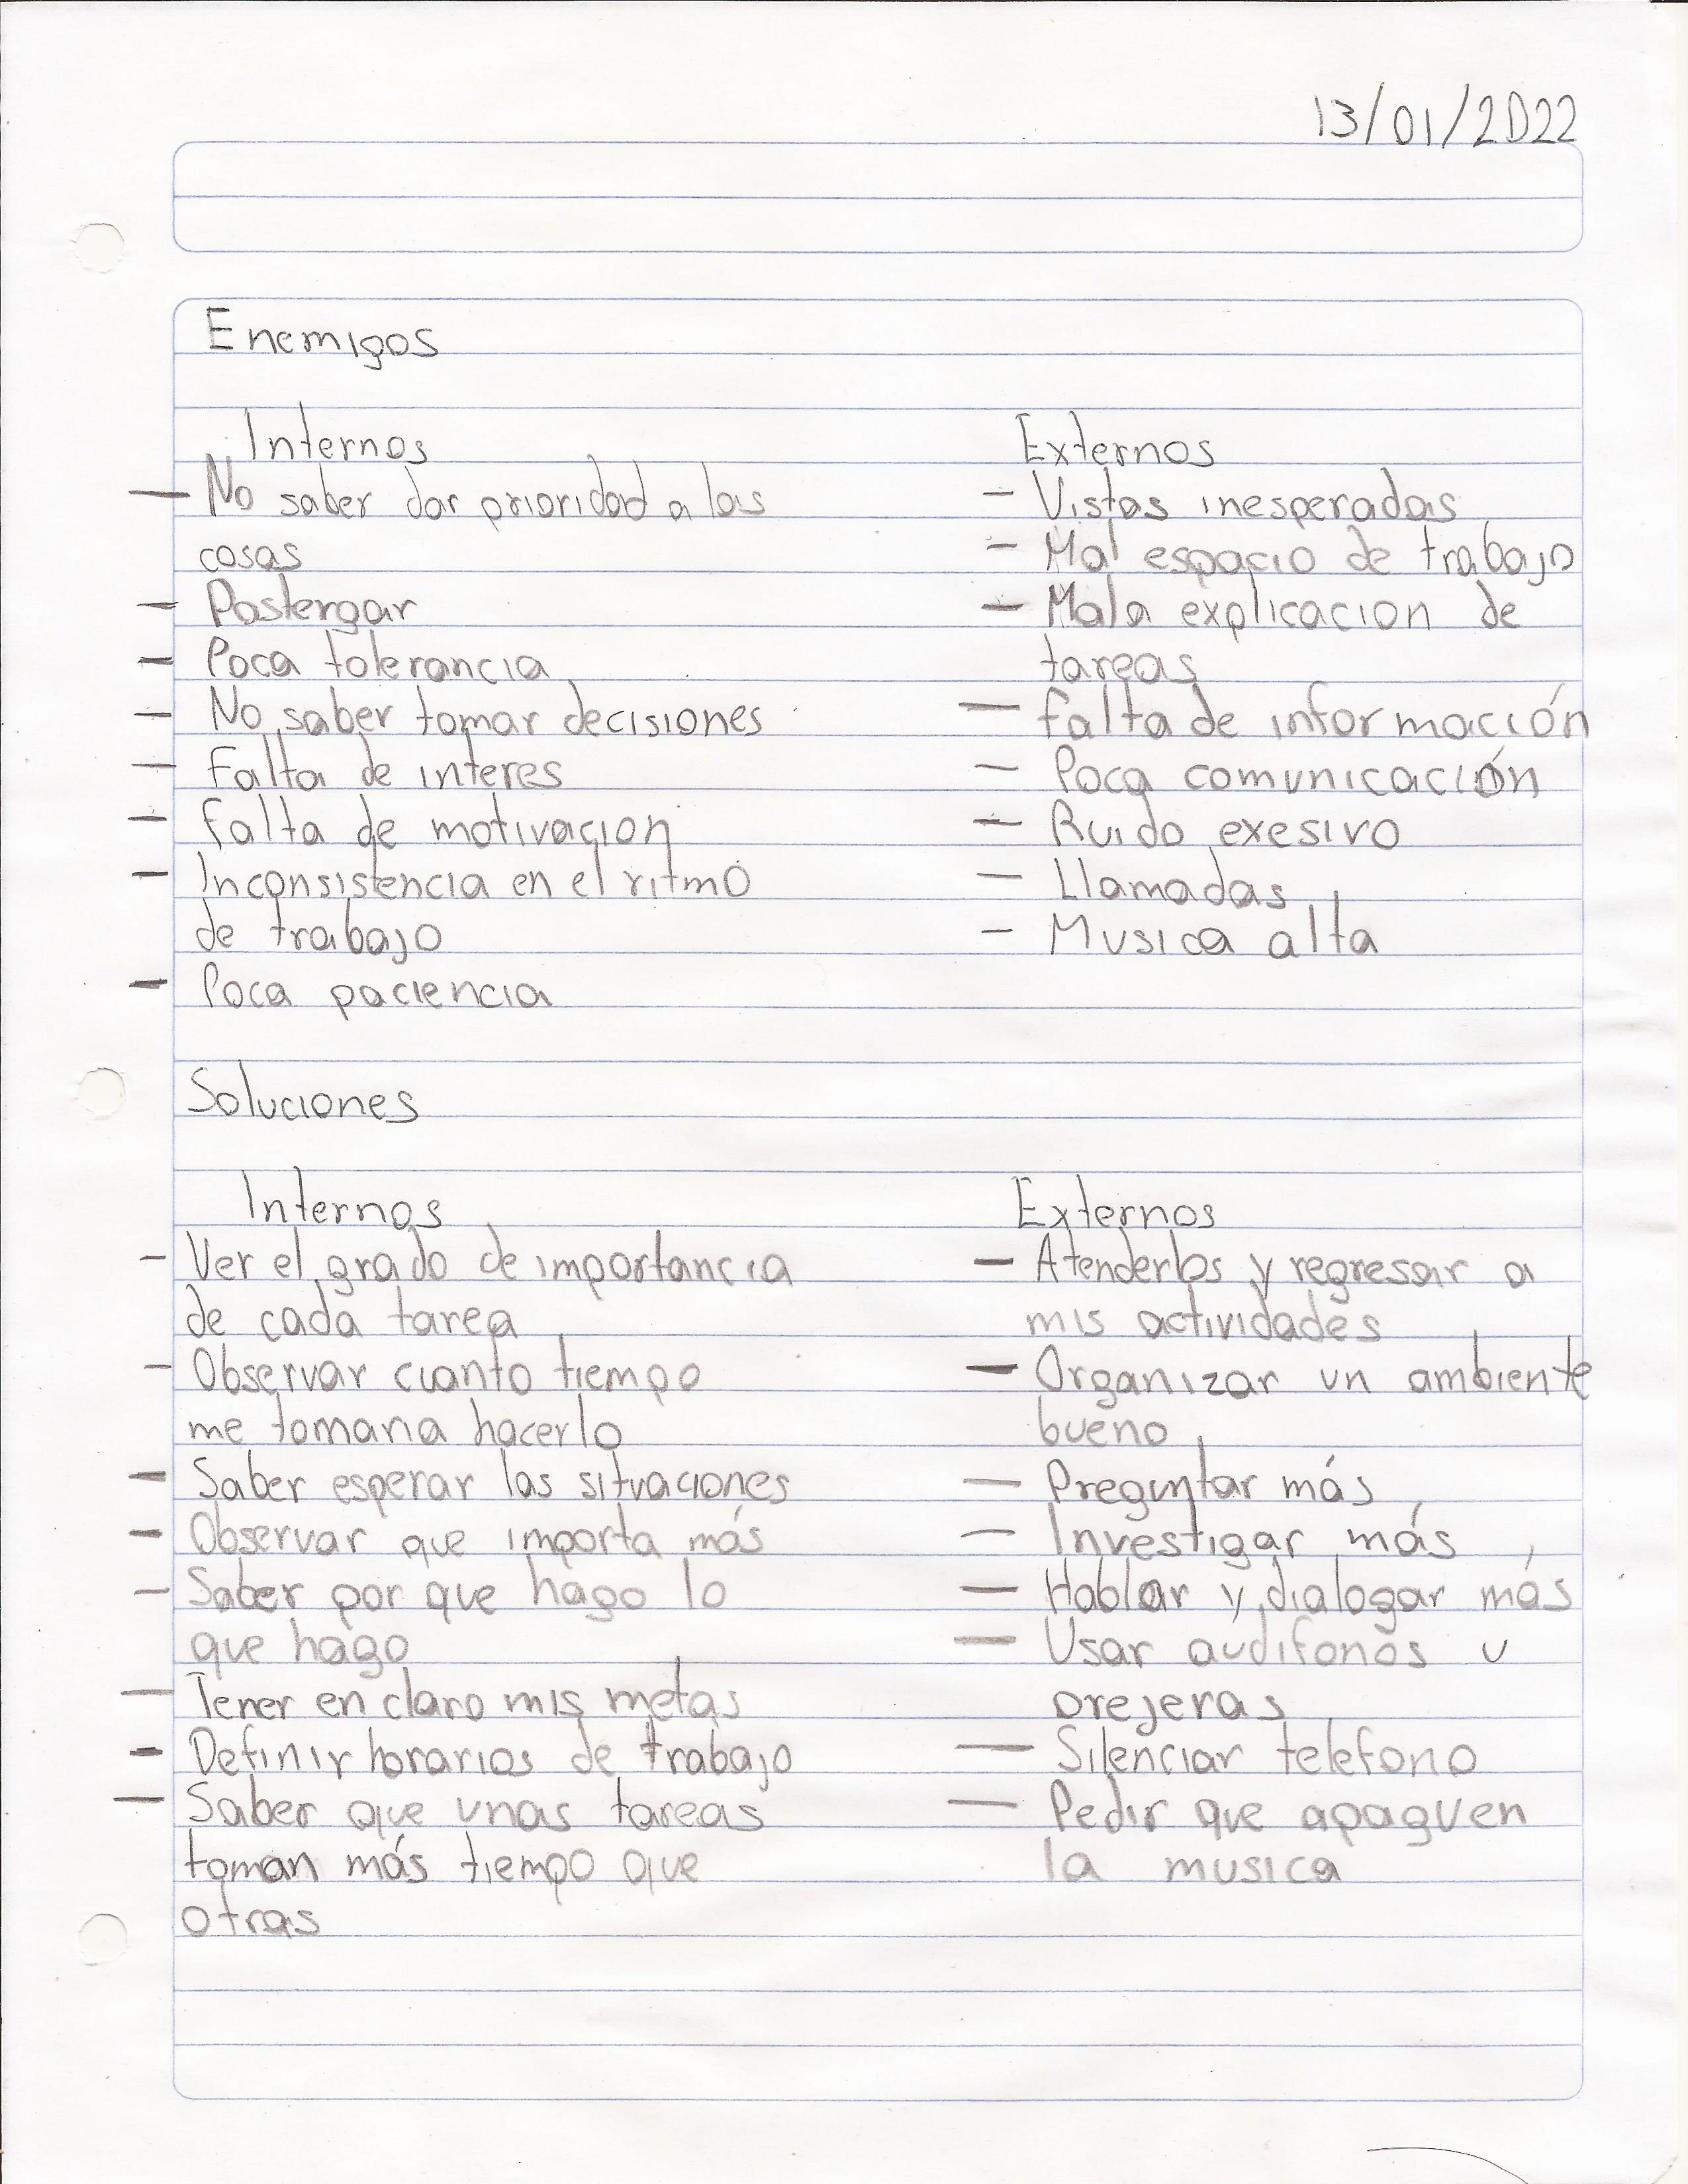 13/01/2022
Enemigos
Internos
- No saber dar prioridad a las
cosas
- Postergar
- Poca tolerancia
- No saber tomar decisiones
- Falta de interes
- falta de motivacion
- Inconsistencia en el ritmo
de trabajo
- Poca paciencia
Externos
- Vistas inesperadas
- Mal espacio de trabajo
- Mala explicacion de
tareas
- falta de información
- Poca comunicación
- Ruido exesivo
- Llamadas
- Musica alta
Soluciones
Internos
- Ver el grado de importancia
de cada tarea
- Observar cuanto tiempo
me tomaria hacerlo
- Saber esperar las situaciones
- Observar que importa más
- Saber por que hago lo
que hago
- Tener en claro mis metas
- Definir horarios de trabajo
- Saber que unas tareas
toman más tiempo que
otras
Externos
- Atenderlos y regresar a
mis actividades
- Organizar un ambiente
bueno
- Preguntar más
- Investigar más
- Hablar y dialogar más
- Usar audifonos u
orejeras
- Silenciar telefono
- Pedir que apaguen
la musica